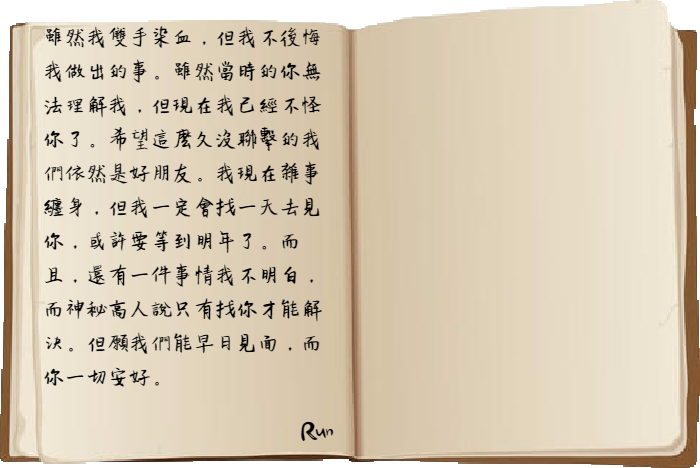 雖然我雙手染血，但我不後悔
我做出的事。雖然當時的你無
法理解我，但現在我已經不怪
你了。希望這麼久沒聯繫的我
們依然是好朋友。我現在雜事
纏身，但我一定會找一天去見
你，或許要等到明年了。而
且，還有一件事情我不明白，
而神秘高人說只有找你才能解
決。但願我們能早日見面，而
你一切安好。
Run